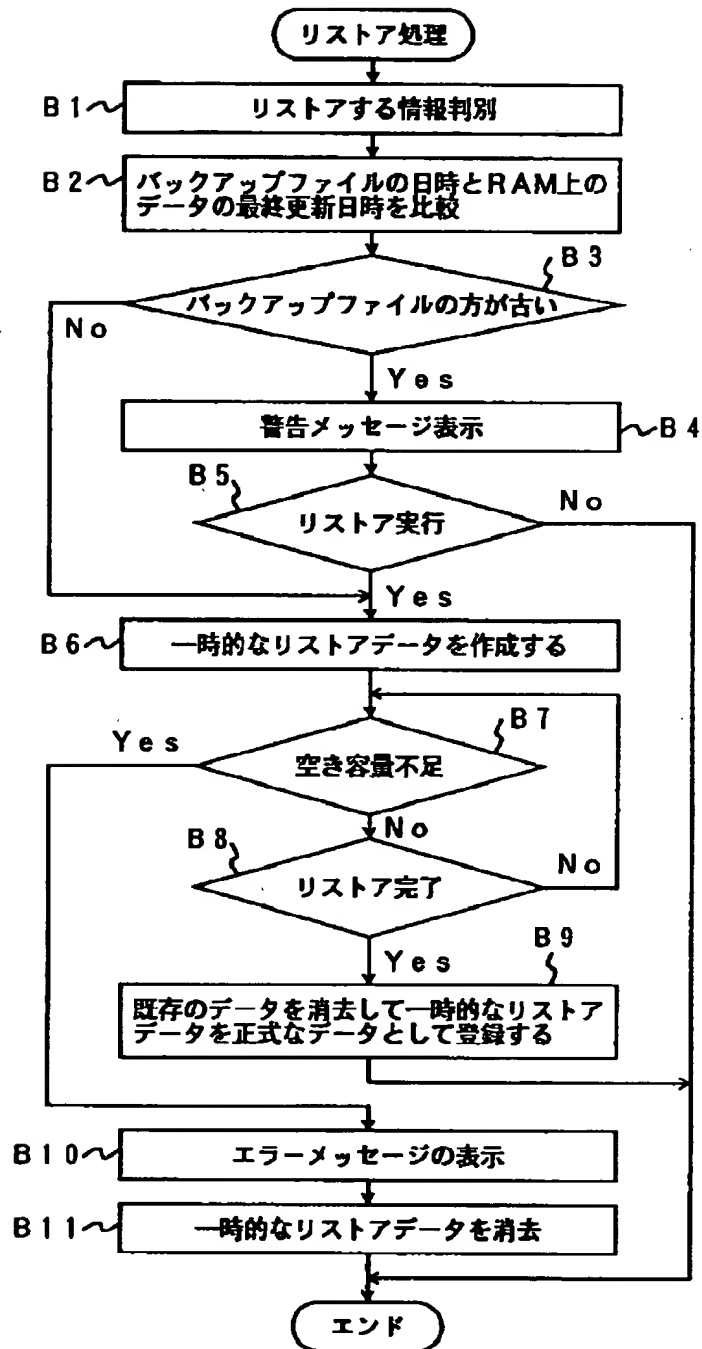 リストア処理
B1
リストアする情報判別
B2
バックアップファイルの日時とRAM上の
データの最終更新日時を比較
B3
バックアップファイルの方が古い
No
Yes
警告メッセージ表示
B4
B5
リストア実行
No
Yes
B6
一時的なリストアデータを作成する
B7
Yes
空き容量不足
No
B8
リストア完了
No
Yes
B9
既存のデータを消去して一時的なリストア
データを正式なデータとして登録する
B10
エラーメッセージの表示
B11
一時的なリストアデータを消去
エンド